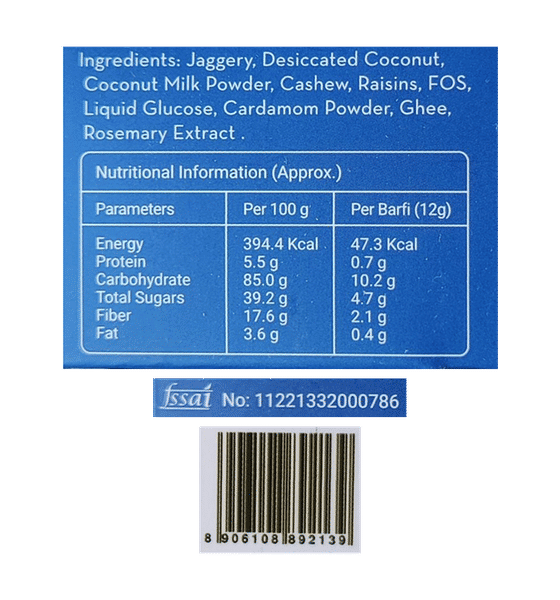 Ingredients: Jaggery, Desiccated Coconut,
Coconut Milk Powder, Cashew, Raisins, FOS,
Liquid Glucose, Cardamom Powder, Ghee,
Rosemary Extract .
Nutritional Information (Approx.)
Parameters Per 100 g Per Barfi (12g)
Energy 394.4 Kcal 47.3 Kcal
Protein 5.5 g 0.7 g
Carbohydrate 85.0 g 10.2 g
Total Sugars 39.2 g 4.7 g
Fiber 17.6 g 2.1 g
Fat 3.6 g 0.4 g
fssai No: 11221332000786
8 906108 892139